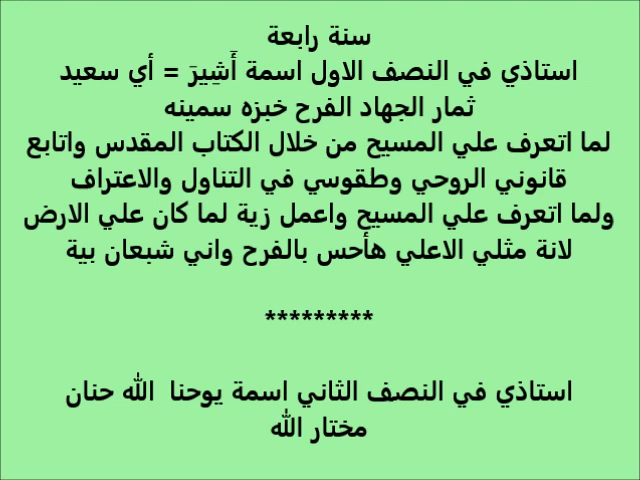 سنة رابعة
استاذي في النصف الاول اسمة أَشِيرَ = أي سعيد
ثمار الجهاد الفرح خبزه سمينه
لما اتعرف علي المسيح من خلال الكتاب المقدس واتابع
قانوني الروحي وطقوسي في التناول والاعتراف
ولما اتعرف علي المسيح واعمل زية لما كان علي الارض
لانة مثلي الاعلي هأحس بالفرح واني شبعان بية
*********
استاذي في النصف الثاني اسمة يوحنا الله حنان
مختار الله